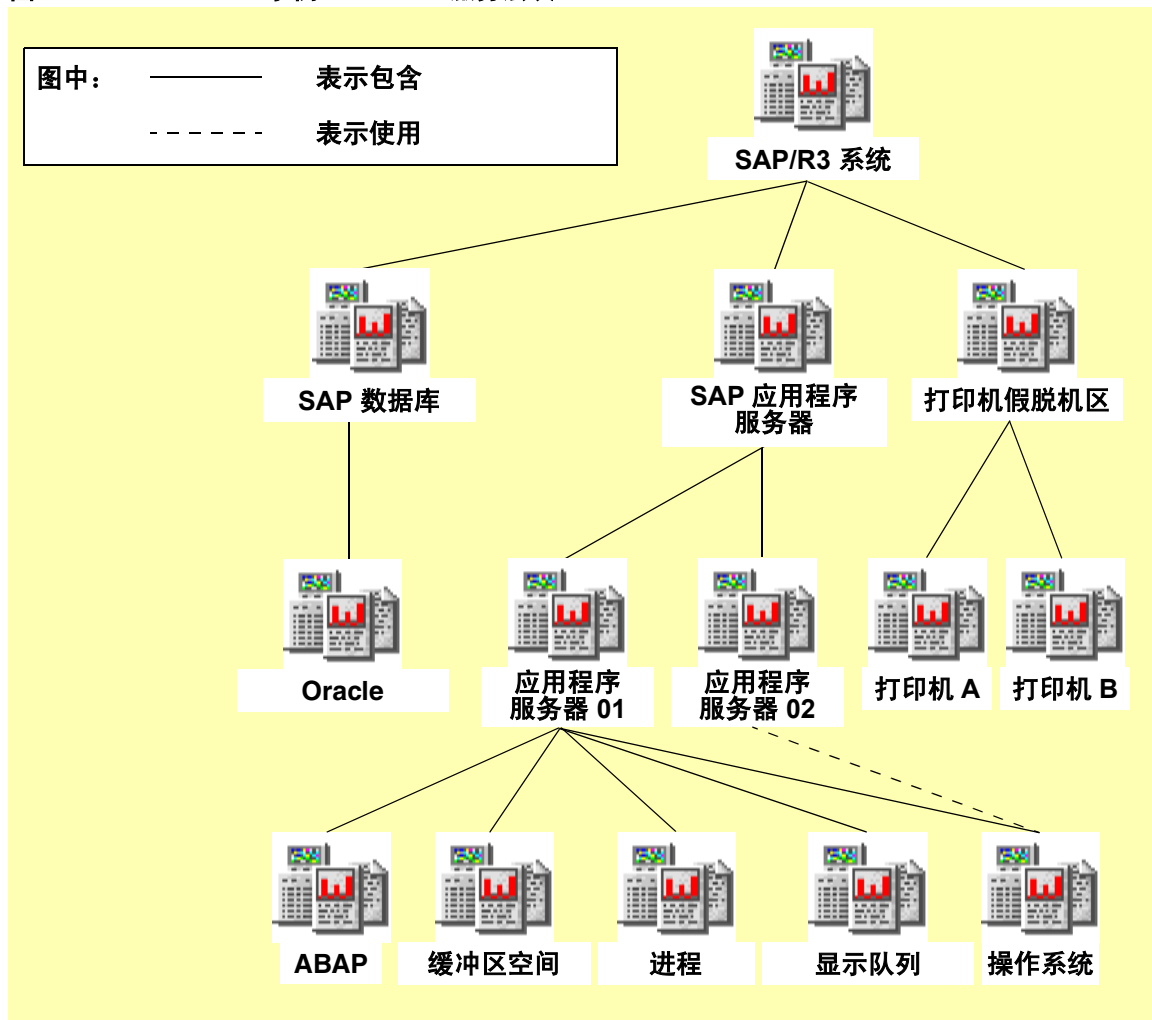 图中：
表示包含
表示使用
SAP/R3 系统
SAP 数据库
SAP 应用程序
服务器
打印机假脱机区
Oracle
应用程序
服务器 01
应用程序
服务器 02
打印机 A
打印机 B
ABAP
缓冲区空间
进程
显示队列
操作系统